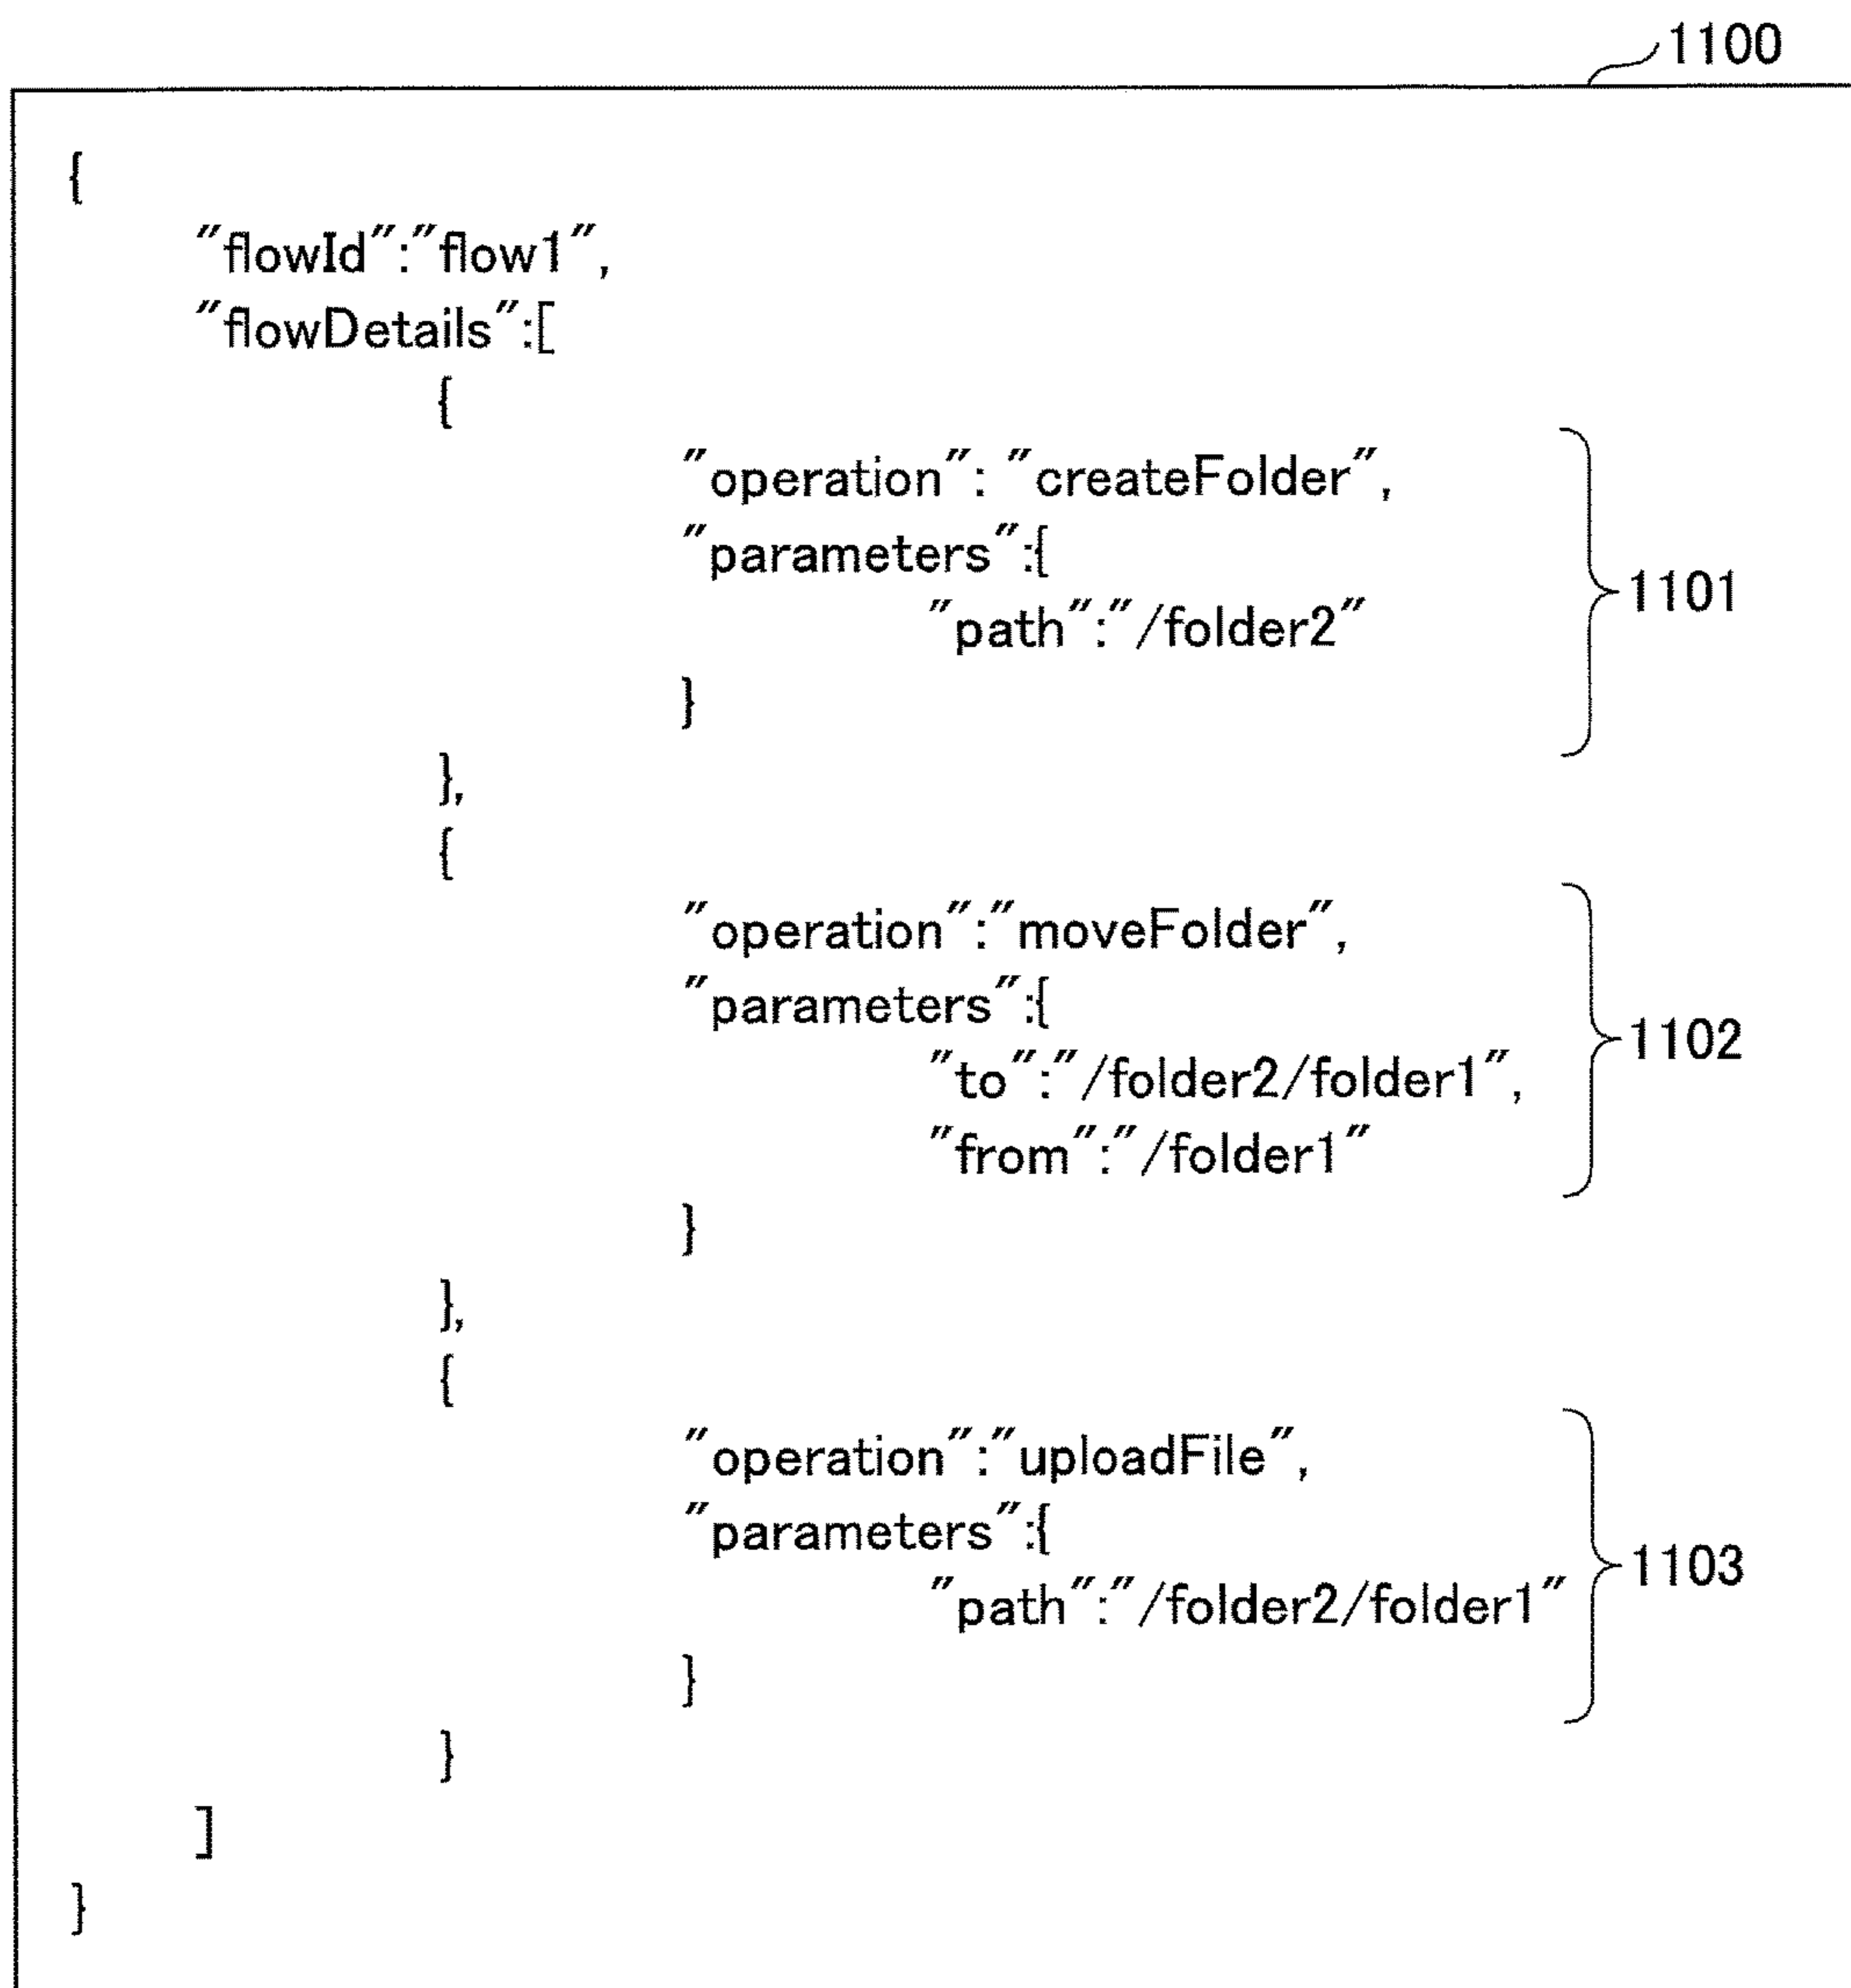 1100
{
"flowId":"flow1",
"flowDetails":[
{
"operation": "createFolder",
"parameters":{
"path":"/folder2"
1101
}
},
{
"operation":"moveFolder",
"parameters":{
1102
"to":"/folder2/folder1",
"from":"/folder1"
}
},
{
"operation":"uploadFile",
"parameters":{
1103
"path":"/folder2/folder1"
}
}
]
}